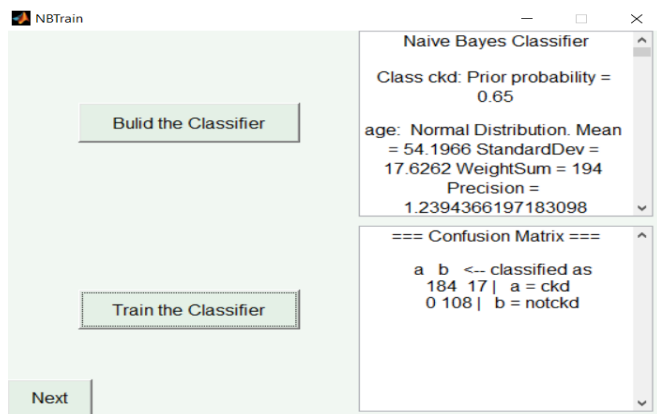 NBTrain
Bulid the Classifier
Train the Classifier
Next
Naive Bayes Classifier
Class ckd: Prior probability =
0.65
age: Normal Distribution. Mean
= 54.1966 StandardDev =
17.6262 WeightSum = 194
Precision =
1.2394366197183098
=== Confusion Matrix ===
a b <-- classified as
184 17 | a = ckd
0 108 | b = notckd